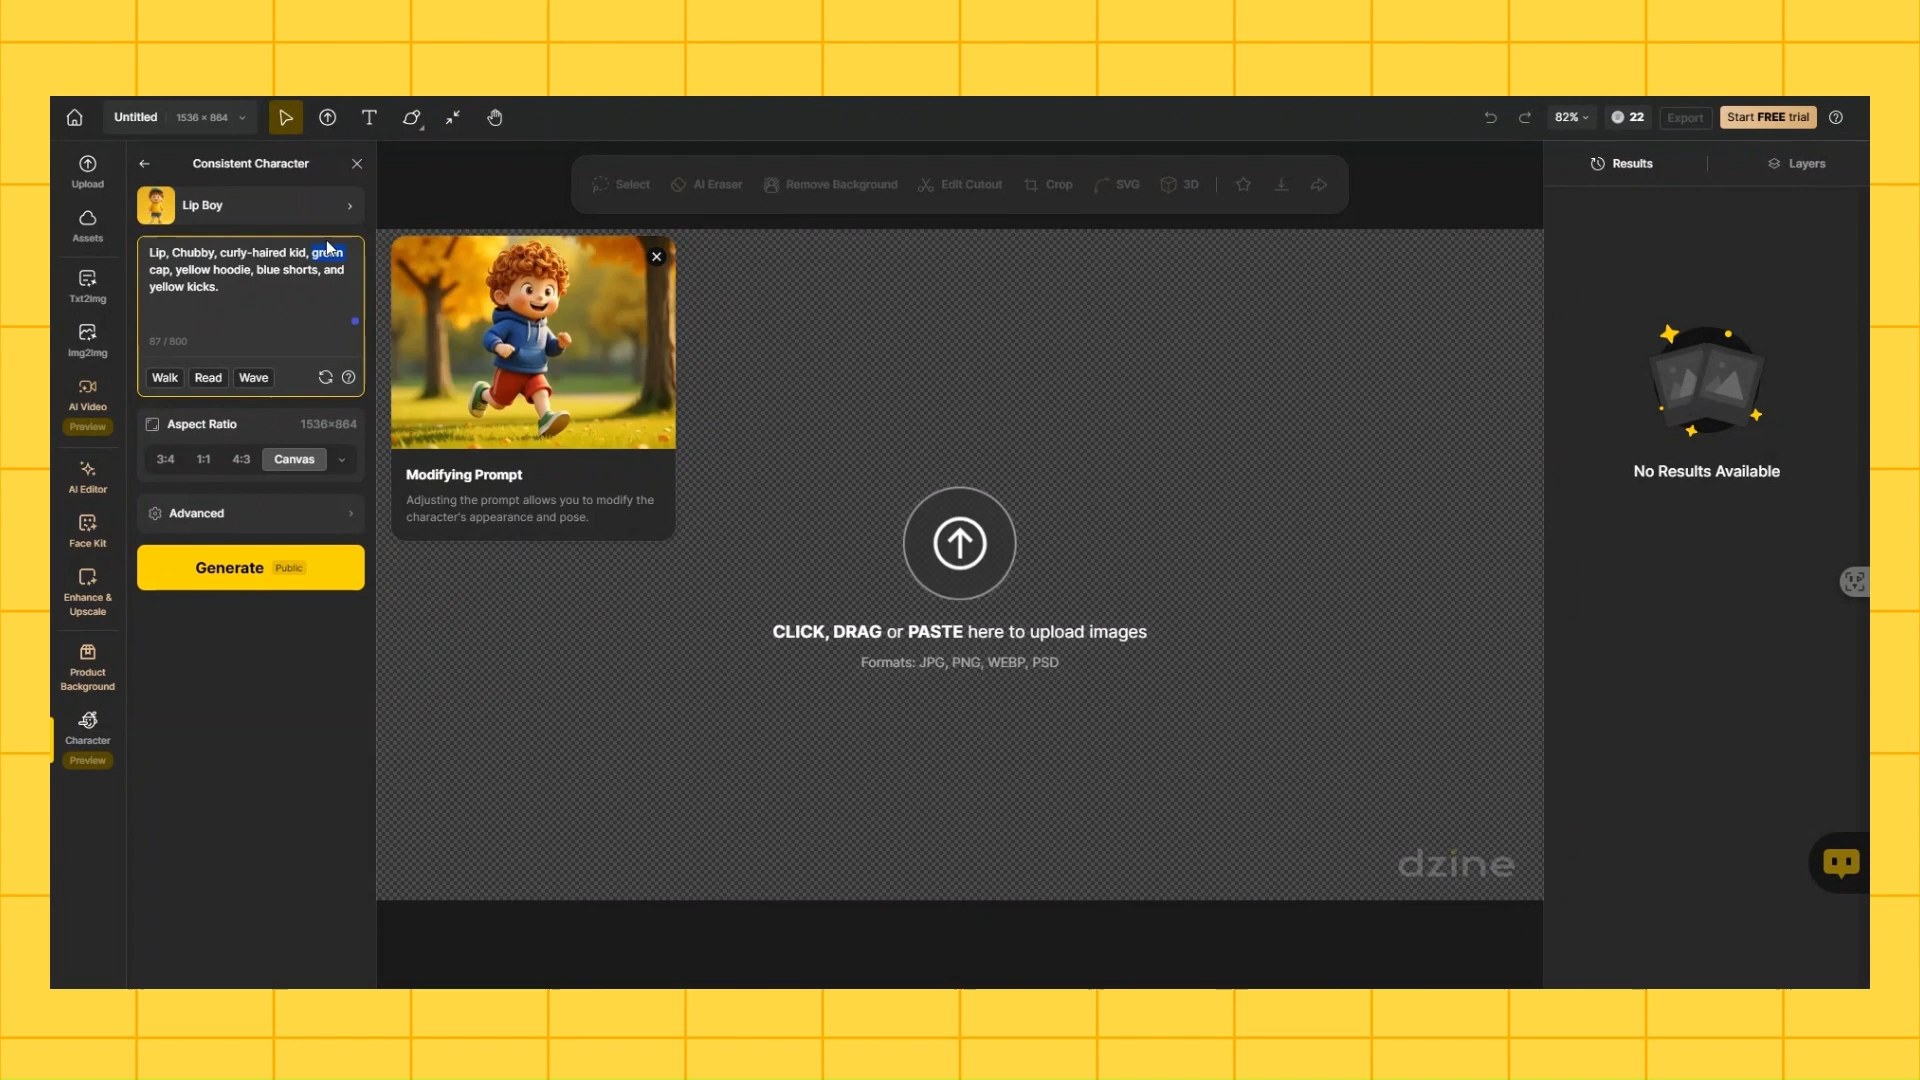 Untitled
1536 × 864
82%
22
Export
Start FREE trial
Upload
Assets
Txt2Img
Img2Img
AI Video
Preview
AI Editor
Face Kit
Enhance &
Upscale
Product
Background
Character
Preview
Consistent Character
Lip Boy
Lip, Chubby, curly-haired kid, green
cap, yellow hoodie, blue shorts, and
yellow kicks.
87 / 800
Walk
Read
Wave
Aspect Ratio
1536×864
3:4
1:1
4:3
Canvas
Advanced
Generate
Public
Select
AI Eraser
Remove Background
Edit Cutout
Crop
SVG
3D
Modifying Prompt
Adjusting the prompt allows you to modify the
character's appearance and pose.
CLICK, DRAG or PASTE here to upload images
Formats: JPG, PNG, WEBP, PSD
dzine
Results
Layers
No Results Available